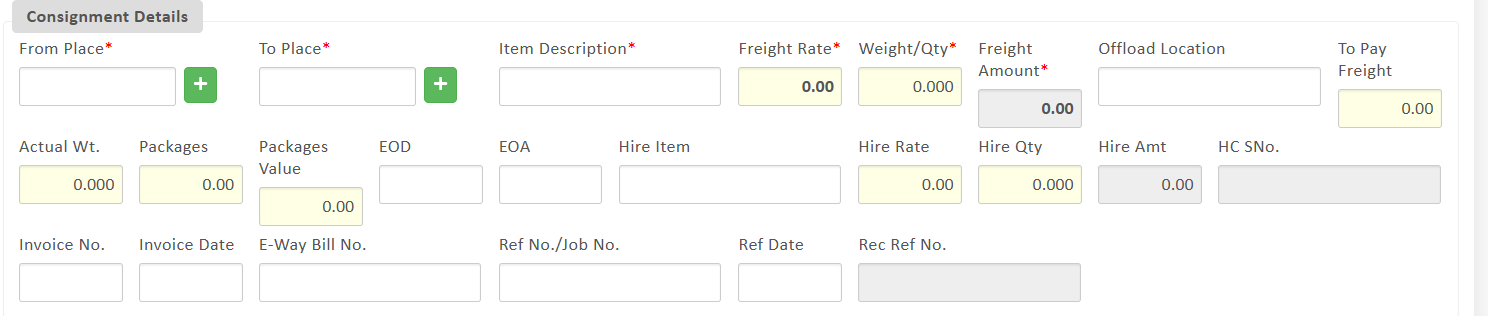 Consignment Details
From Place* To Place* Item Description* Freight Rate* Weight/Qty* Freight Amount* Offload Location To Pay Freight
+ + 0.00 0.000 0.00 0.00
Actual Wt. Packages Packages Value EOD EOA Hire Item Hire Rate Hire Qty Hire Amt HC SNo.
0.000 0.00 0.00 0.00 0.000 0.00
Invoice No. Invoice Date E-Way Bill No. Ref No./Job No. Ref Date Rec Ref No.